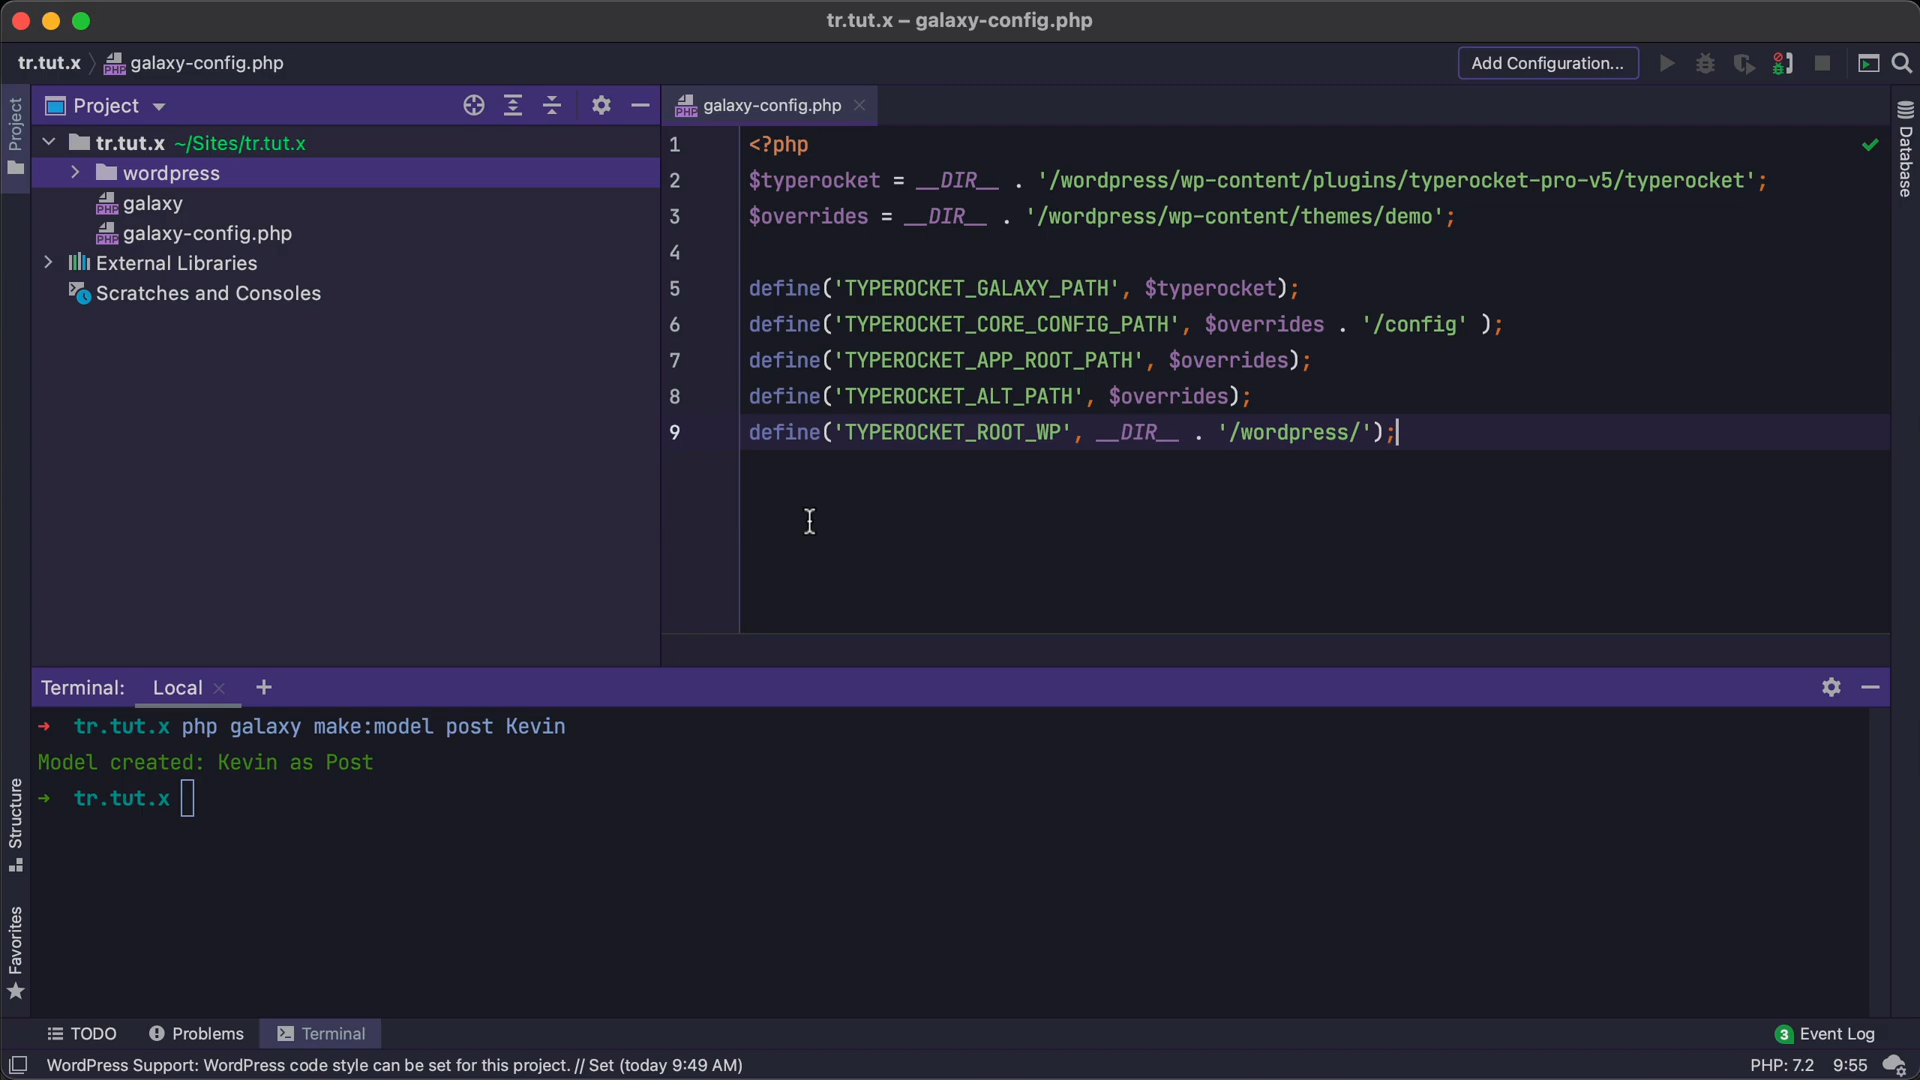 tr.tut.x – galaxy-config.php
tr.tut.x
galaxy-config.php
Add Configuration...
Project
Project
galaxy-config.php
Database
tr.tut.x ~/Sites/tr.tut.x
wordpress
galaxy
galaxy-config.php
External Libraries
Scratches and Consoles
1 <?php
2 $typerocket = __DIR__ . '/wordpress/wp-content/plugins/typerocket-pro-v5/typerocket';
3 $overrides = __DIR__ . '/wordpress/wp-content/themes/demo';
4
5 define('TYPEROCKET_GALAXY_PATH', $typerocket);
6 define('TYPEROCKET_CORE_CONFIG_PATH', $overrides . '/config' );
7 define('TYPEROCKET_APP_ROOT_PATH', $overrides);
8 define('TYPEROCKET_ALT_PATH', $overrides);
9 define('TYPEROCKET_ROOT_WP', __DIR__ . '/wordpress/');
Terminal: Local
→ tr.tut.x php galaxy make:model post Kevin
Model created: Kevin as Post
→ tr.tut.x
Structure
Favorites
TODO Problems Terminal
3 Event Log
WordPress Support: WordPress code style can be set for this project. // Set (today 9:49 AM)
PHP: 7.2 9:55